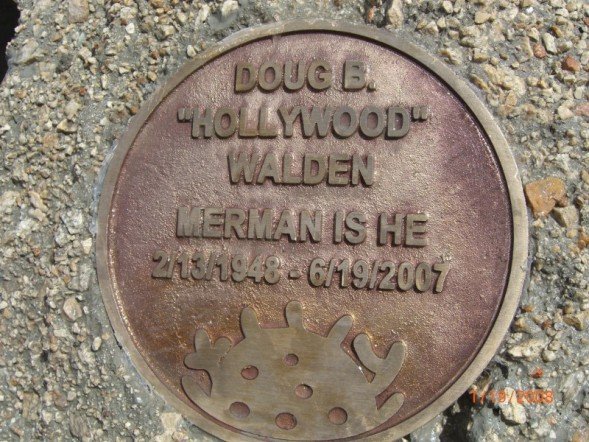 DOUG B.
"HOLLYWOOD"
WALDEN
MERMAN IS HE
2/13/1948 - 6/19/2007
1/19/2008